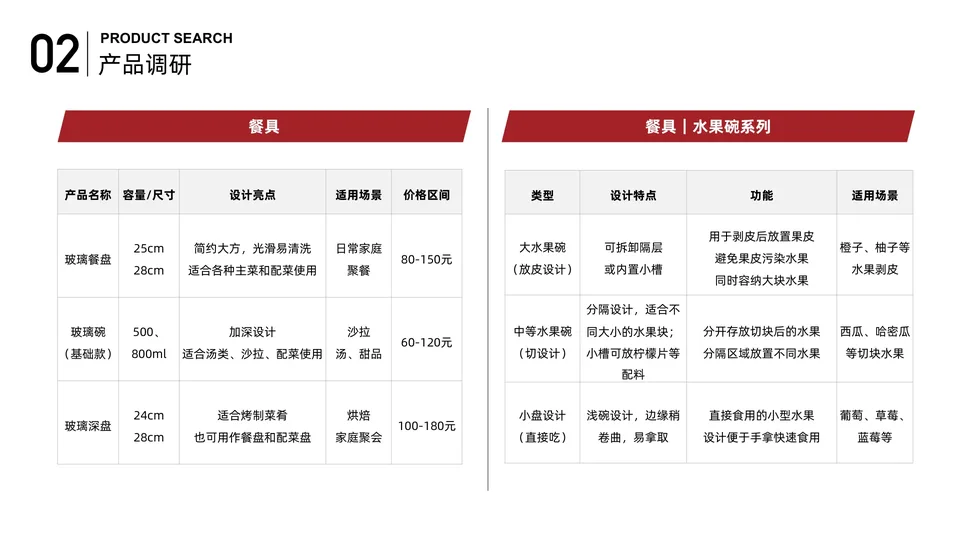 02
PRODUCT SEARCH
产品调研
餐具
产品名称 容量/尺寸 设计亮点 适用场景 价格区间
玻璃餐盘
25cm
28cm
简约大方，光滑易清洗
适合各种主菜和配菜使用
日常家庭
聚餐
80-150元
玻璃碗
（基础款）
500、
800ml
加深设计
适合汤类、沙拉、配菜使用
沙拉
汤、甜品
60-120元
玻璃深盘
24cm
28cm
适合烤制菜肴
也可用作餐盘和配菜盘
烘焙
家庭聚会
100-180元
餐具｜水果碗系列
类型 设计特点 功能 适用场景
大水果碗
（放皮设计）
可拆卸隔层
或内置小槽
用于剥皮后放置果皮
避免果皮污染水果
同时容纳大块水果
橙子、柚子等
水果剥皮
中等水果碗
（切设计）
分隔设计，适合不
同大小的水果块；
小槽可放柠檬片等
配料
分开存放切块后的水果
分隔区域放置不同水果
西瓜、哈密瓜
等切块水果
小盘设计
（直接吃）
浅碗设计，边缘稍
卷曲，易拿取
直接食用的小型水果
设计便于手拿快速食用
葡萄、草莓、
蓝莓等